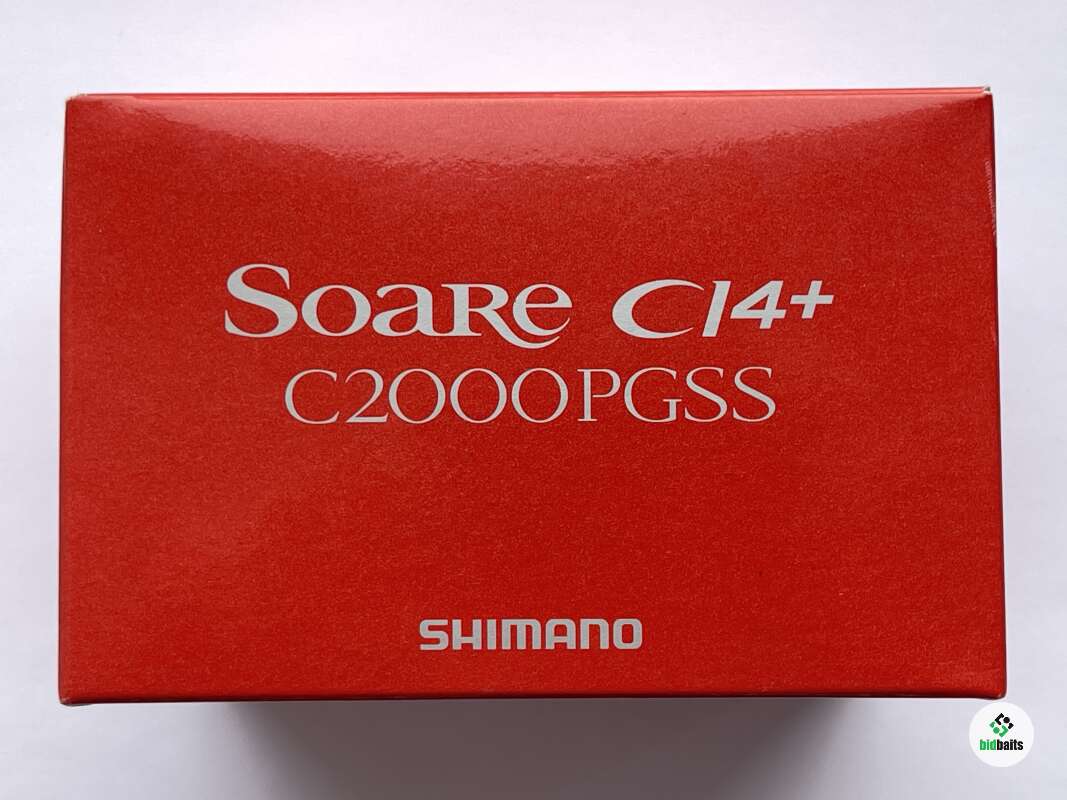 Soare CI4+
C2000PGSS
SHIMANO
bidbaits